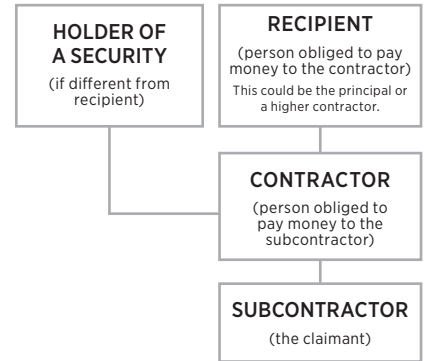 HOLDER OF
A SECURITY
(if different from
recipient)
RECIPIENT
(person obliged to pay
money to the contractor)
This could be the principal or
a higher contractor.
CONTRACTOR
(person obliged to
pay money to the
subcontractor)
SUBCONTRACTOR
(the claimant)